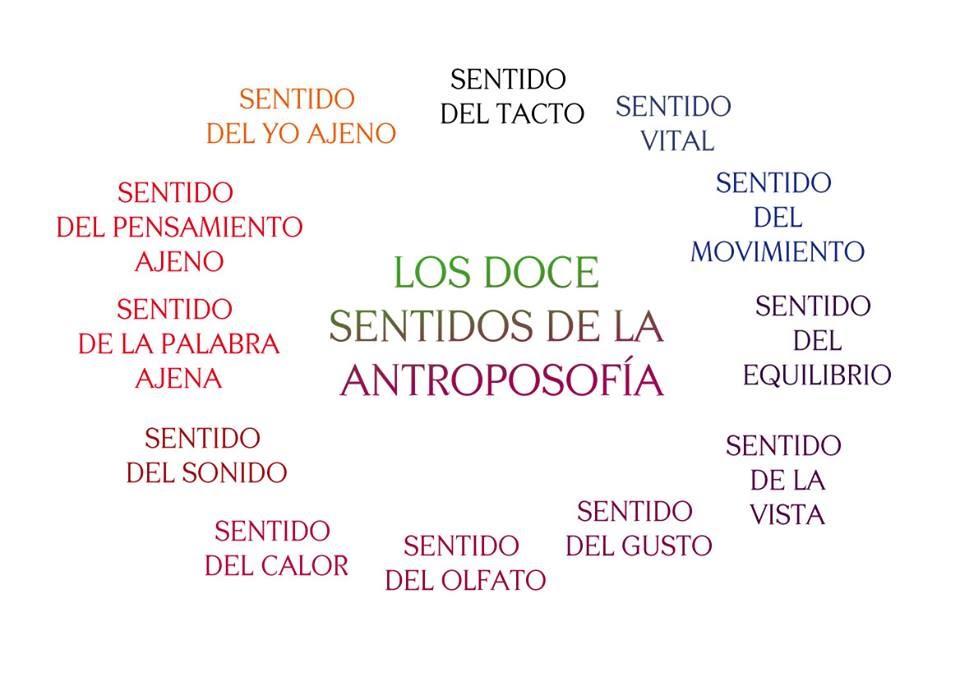 LOS DOCE
SENTIDOS DE LA
ANTROPOSOFÍA
SENTIDO
DEL TACTO
SENTIDO
VITAL
SENTIDO
DEL
MOVIMIENTO
SENTIDO
DEL
EQUILIBRIO
SENTIDO
DE LA
VISTA
SENTIDO
DEL GUSTO
SENTIDO
DEL OLFATO
SENTIDO
DEL CALOR
SENTIDO
DEL SONIDO
SENTIDO
DE LA PALABRA
AJENA
SENTIDO
DEL PENSAMIENTO
AJENO
SENTIDO
DEL YO AJENO